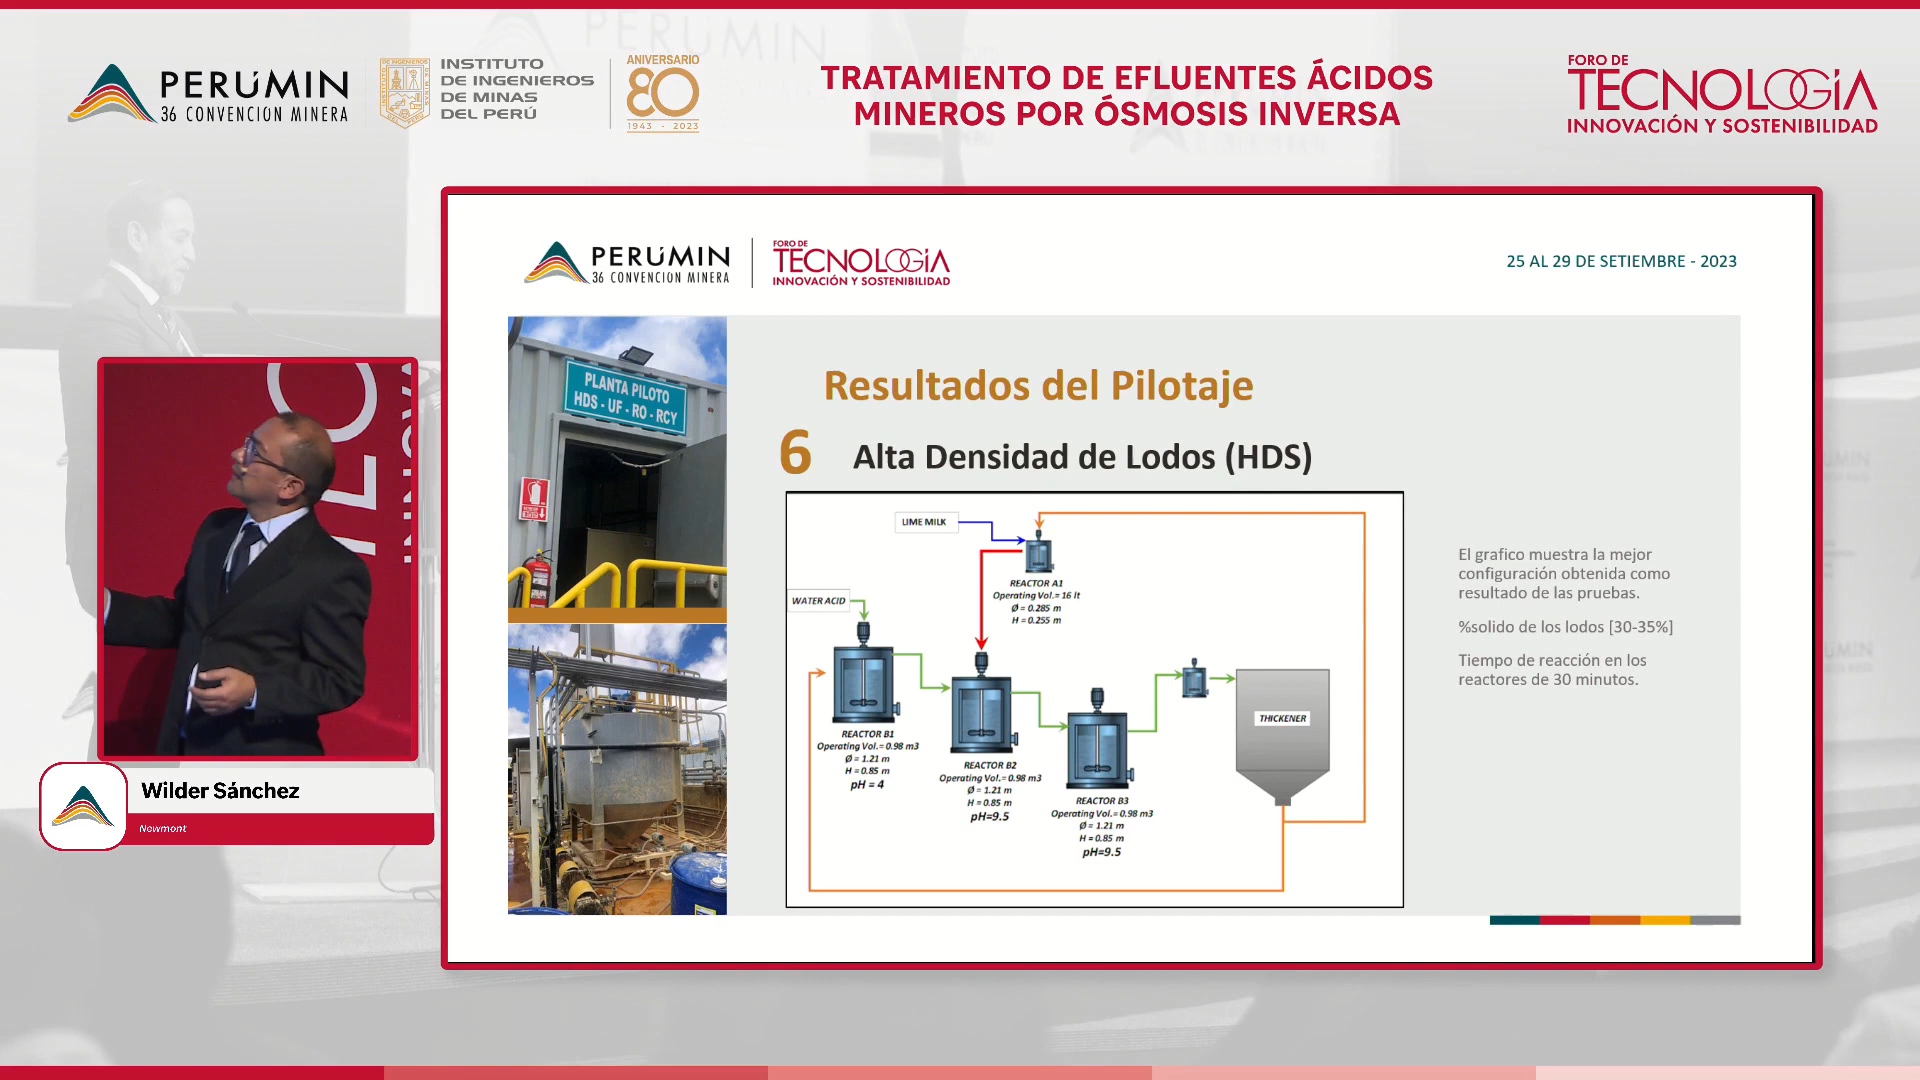 PERÚMIN
36 CONVENCIÓN MINERA
INSTITUTO
DE INGENIEROS
DE MINAS
DEL PERÚ
ANIVERSARIO
80
1943 - 2023
TRATAMIENTO DE EFLUENTES ÁCIDOS
MINEROS POR ÓSMOSIS INVERSA
FORO DE
TECNOLOGÍA
INNOVACIÓN Y SOSTENIBILIDAD
PERÚMIN
36 CONVENCIÓN MINERA
FORO DE
TECNOLOGÍA
INNOVACIÓN Y SOSTENIBILIDAD
25 AL 29 DE SETIEMBRE - 2023
PLANTA PILOTO
HDS - UF - RO - RCY
Resultados del Pilotaje
6 Alta Densidad de Lodos (HDS)
LIME MILK
REACTOR A1
Operating Vol.= 16 lt
Ø = 0.285 m
H = 0.255 m
WATER ACID
REACTOR B1
Operating Vol.= 0.98 m3
Ø = 1.21 m
H = 0.85 m
pH = 4
REACTOR B2
Operating Vol.= 0.98 m3
Ø = 1.21 m
H = 0.85 m
pH=9.5
REACTOR B3
Operating Vol.= 0.98 m3
Ø = 1.21 m
H = 0.85 m
pH=9.5
THICKENER
El grafico muestra la mejor
configuración obtenida como
resultado de las pruebas.
%solido de los lodos [30-35%]
Tiempo de reacción en los
reactores de 30 minutos.
Wilder Sánchez
Newmont